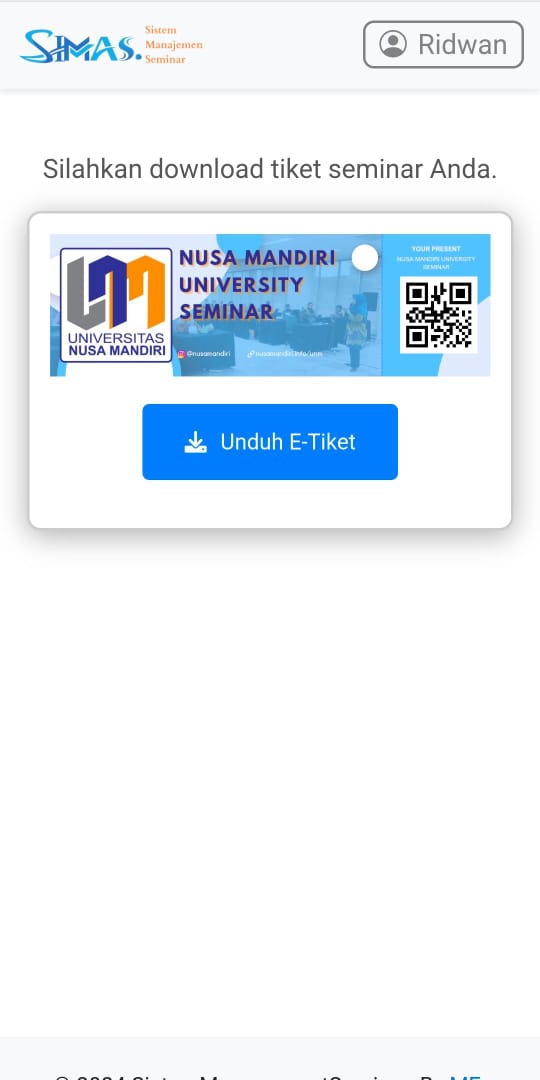 SIMAS.
Sistem
Manajemen
Seminar
Ridwan
Silahkan download tiket seminar Anda.
UNIVERSITAS
NUSA MANDIRI
NUSA MANDIRI
UNIVERSITY
SEMINAR
@nusamandiri
nusamandiri.info/unm
YOUR PRESENT
NUSA MANDIRI UNIVERSITY
SEMINAR
Unduh E-Tiket